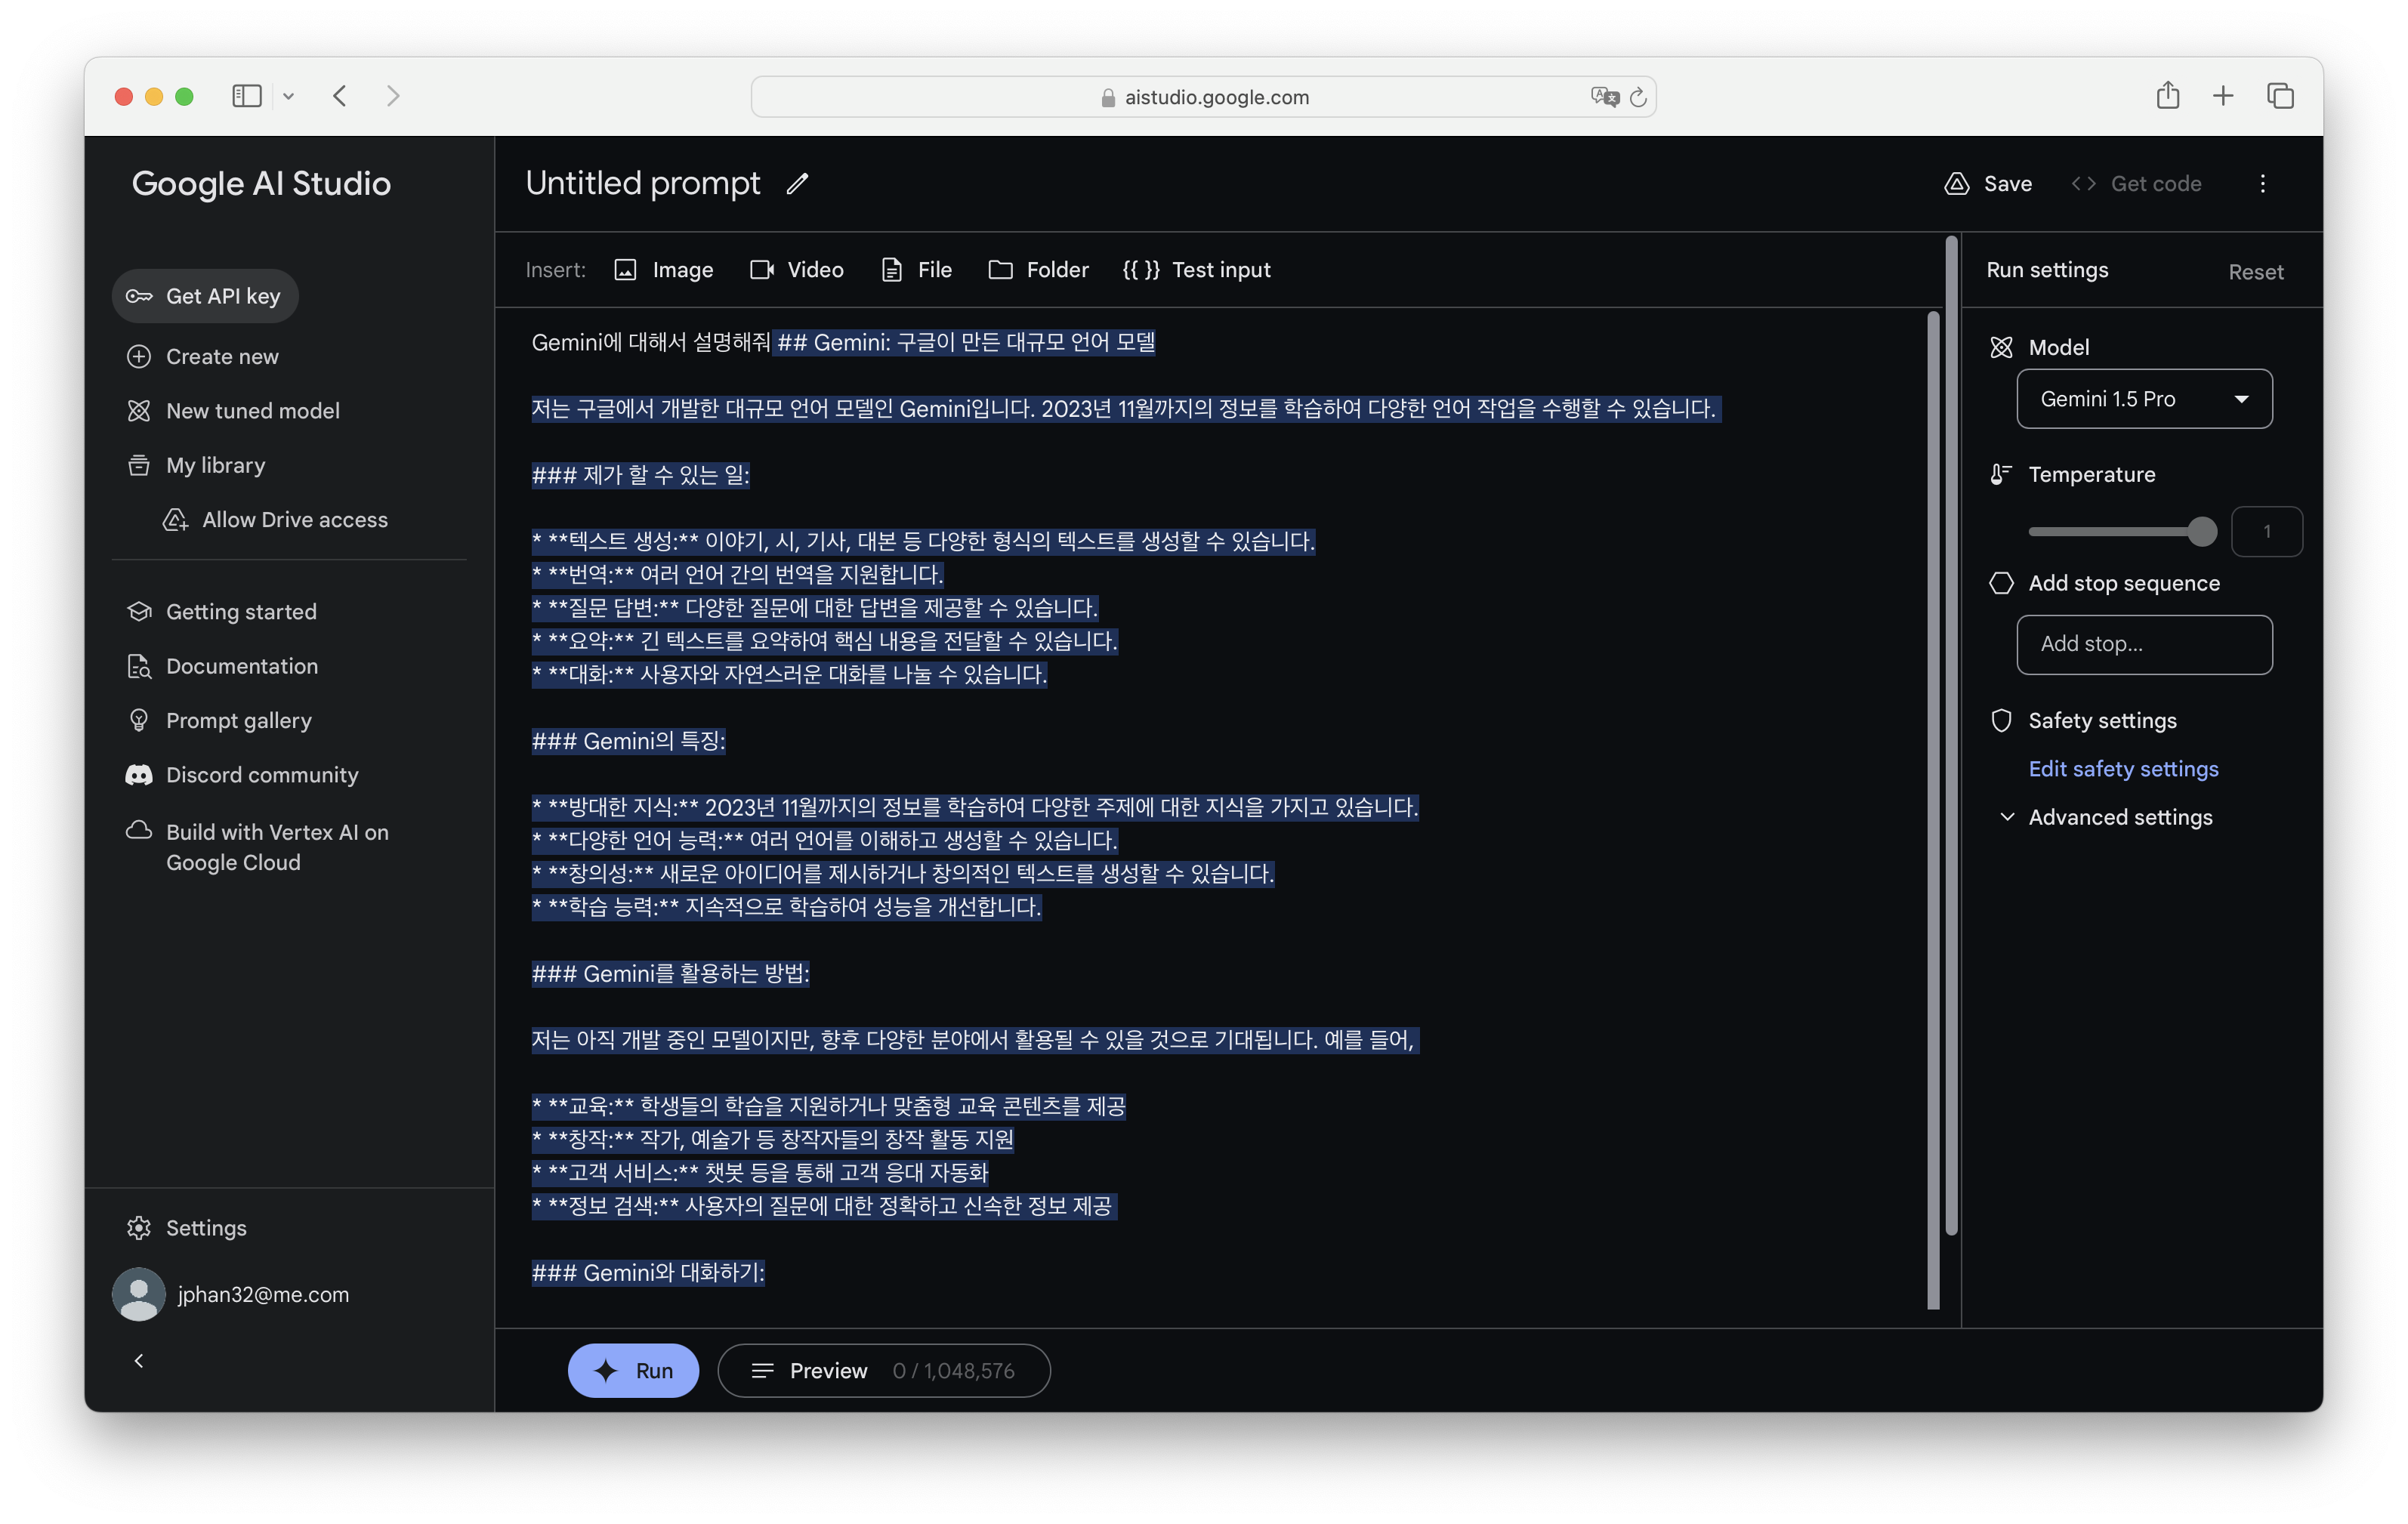 aistudio.google.com
Google AI Studio
Get API key
Create new
New tuned model
My library
Allow Drive access
Getting started
Documentation
Prompt gallery
Discord community
Build with Vertex AI on
Google Cloud
Settings
jphan32@me.com
Untitled prompt
Save
<> Get code
Insert:
Image
Video
File
Folder
{{ }} Test input
Gemini에 대해서 설명해줘 ## Gemini: 구글이 만든 대규모 언어 모델
저는 구글에서 개발한 대규모 언어 모델인 Gemini입니다. 2023년 11월까지의 정보를 학습하여 다양한 언어 작업을 수행할 수 있습니다.
### 제가 할 수 있는 일:
* **텍스트 생성:** 이야기, 시, 기사, 대본 등 다양한 형식의 텍스트를 생성할 수 있습니다.
* **번역:** 여러 언어 간의 번역을 지원합니다.
* **질문 답변:** 다양한 질문에 대한 답변을 제공할 수 있습니다.
* **요약:** 긴 텍스트를 요약하여 핵심 내용을 전달할 수 있습니다.
* **대화:** 사용자와 자연스러운 대화를 나눌 수 있습니다.
### Gemini의 특징:
* **방대한 지식:** 2023년 11월까지의 정보를 학습하여 다양한 주제에 대한 지식을 가지고 있습니다.
* **다양한 언어 능력:** 여러 언어를 이해하고 생성할 수 있습니다.
* **창의성:** 새로운 아이디어를 제시하거나 창의적인 텍스트를 생성할 수 있습니다.
* **학습 능력:** 지속적으로 학습하여 성능을 개선합니다.
### Gemini를 활용하는 방법:
저는 아직 개발 중인 모델이지만, 향후 다양한 분야에서 활용될 수 있을 것으로 기대됩니다. 예를 들어,
* **교육:** 학생들의 학습을 지원하거나 맞춤형 교육 콘텐츠를 제공
* **창작:** 작가, 예술가 등 창작자들의 창작 활동 지원
* **고객 서비스:** 챗봇 등을 통해 고객 응대 자동화
* **정보 검색:** 사용자의 질문에 대한 정확하고 신속한 정보 제공
### Gemini와 대화하기:
Run
Preview 0 / 1,048,576
Run settings
Reset
Model
Gemini 1.5 Pro
Temperature
1
Add stop sequence
Add stop...
Safety settings
Edit safety settings
Advanced settings